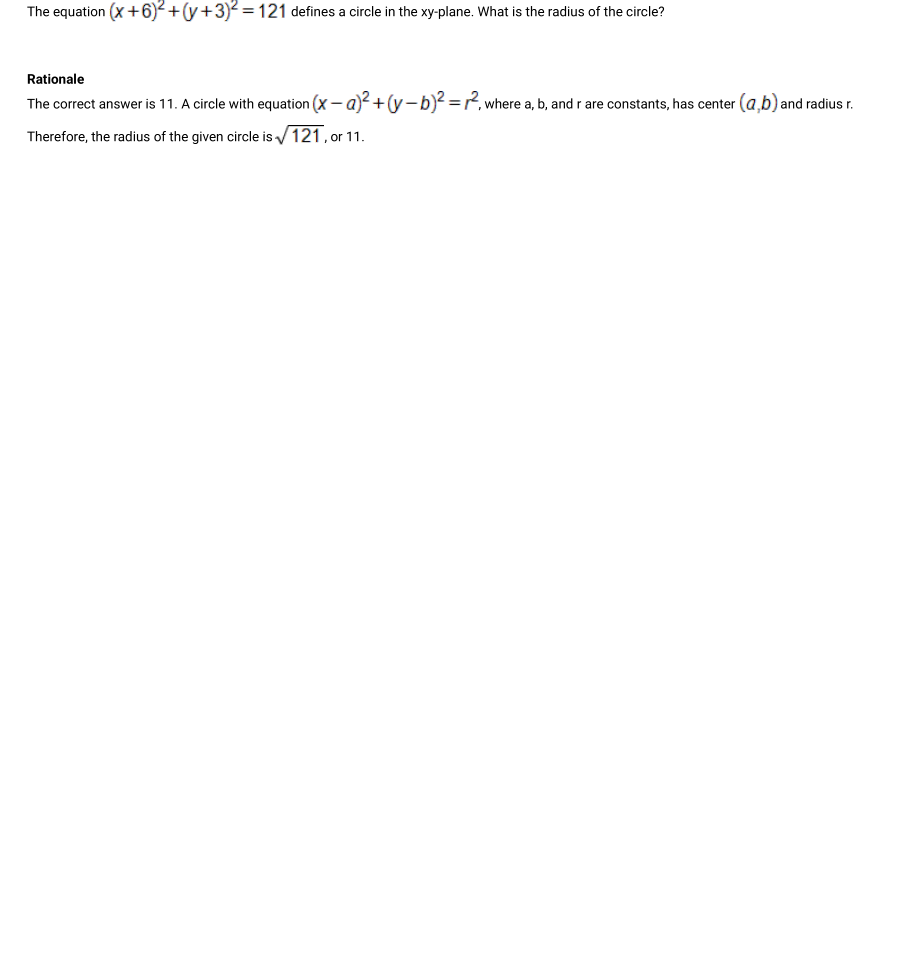 The equation (x+6)²+(y+3)²=121 defines a circle in the xy-plane. What is the radius of the circle?
Rationale
The correct answer is 11. A circle with equation (x−a)²+(y−b)²=r², where a, b, and r are constants, has center (a,b) and radius r.
Therefore, the radius of the given circle is √121, or 11.